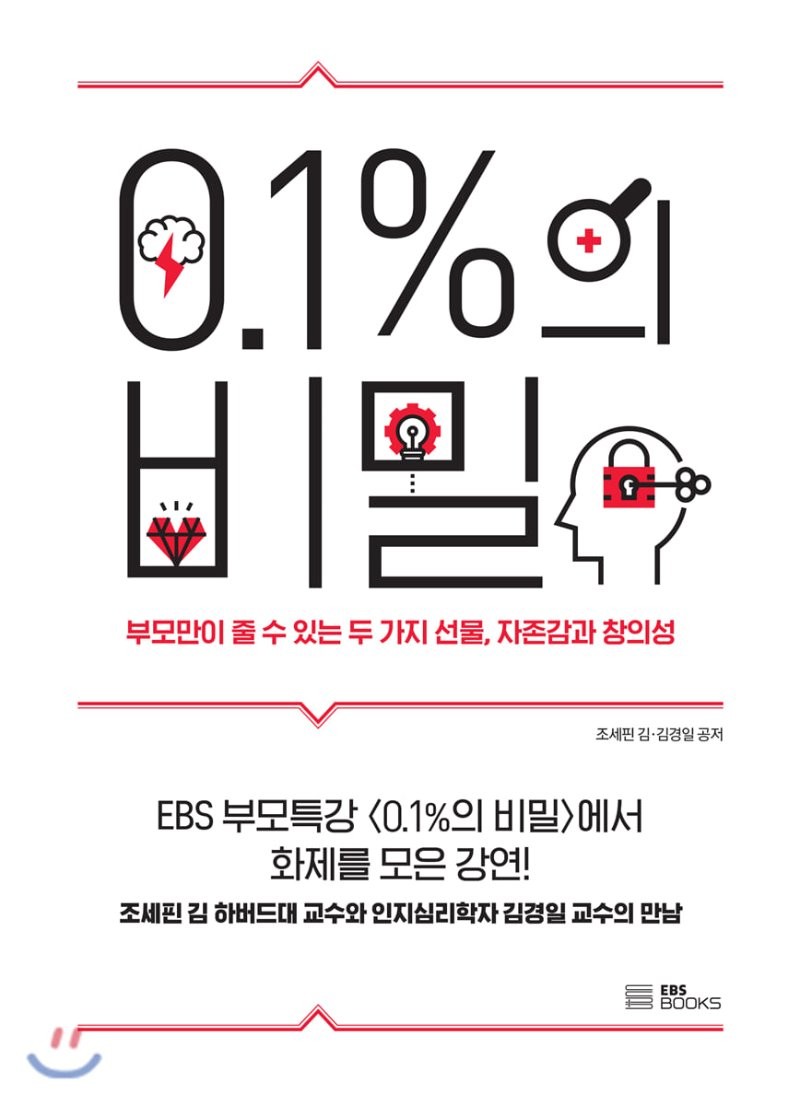 0.1%의
비밀
부모만이 줄 수 있는 두 가지 선물, 자존감과 창의성
조세핀 김·김경일 공저
EBS 부모특강 〈0.1%의 비밀〉에서
화제를 모은 강연!
조세핀 김 하버드대 교수와 인지심리학자 김경일 교수의 만남
EBS
BOOKS